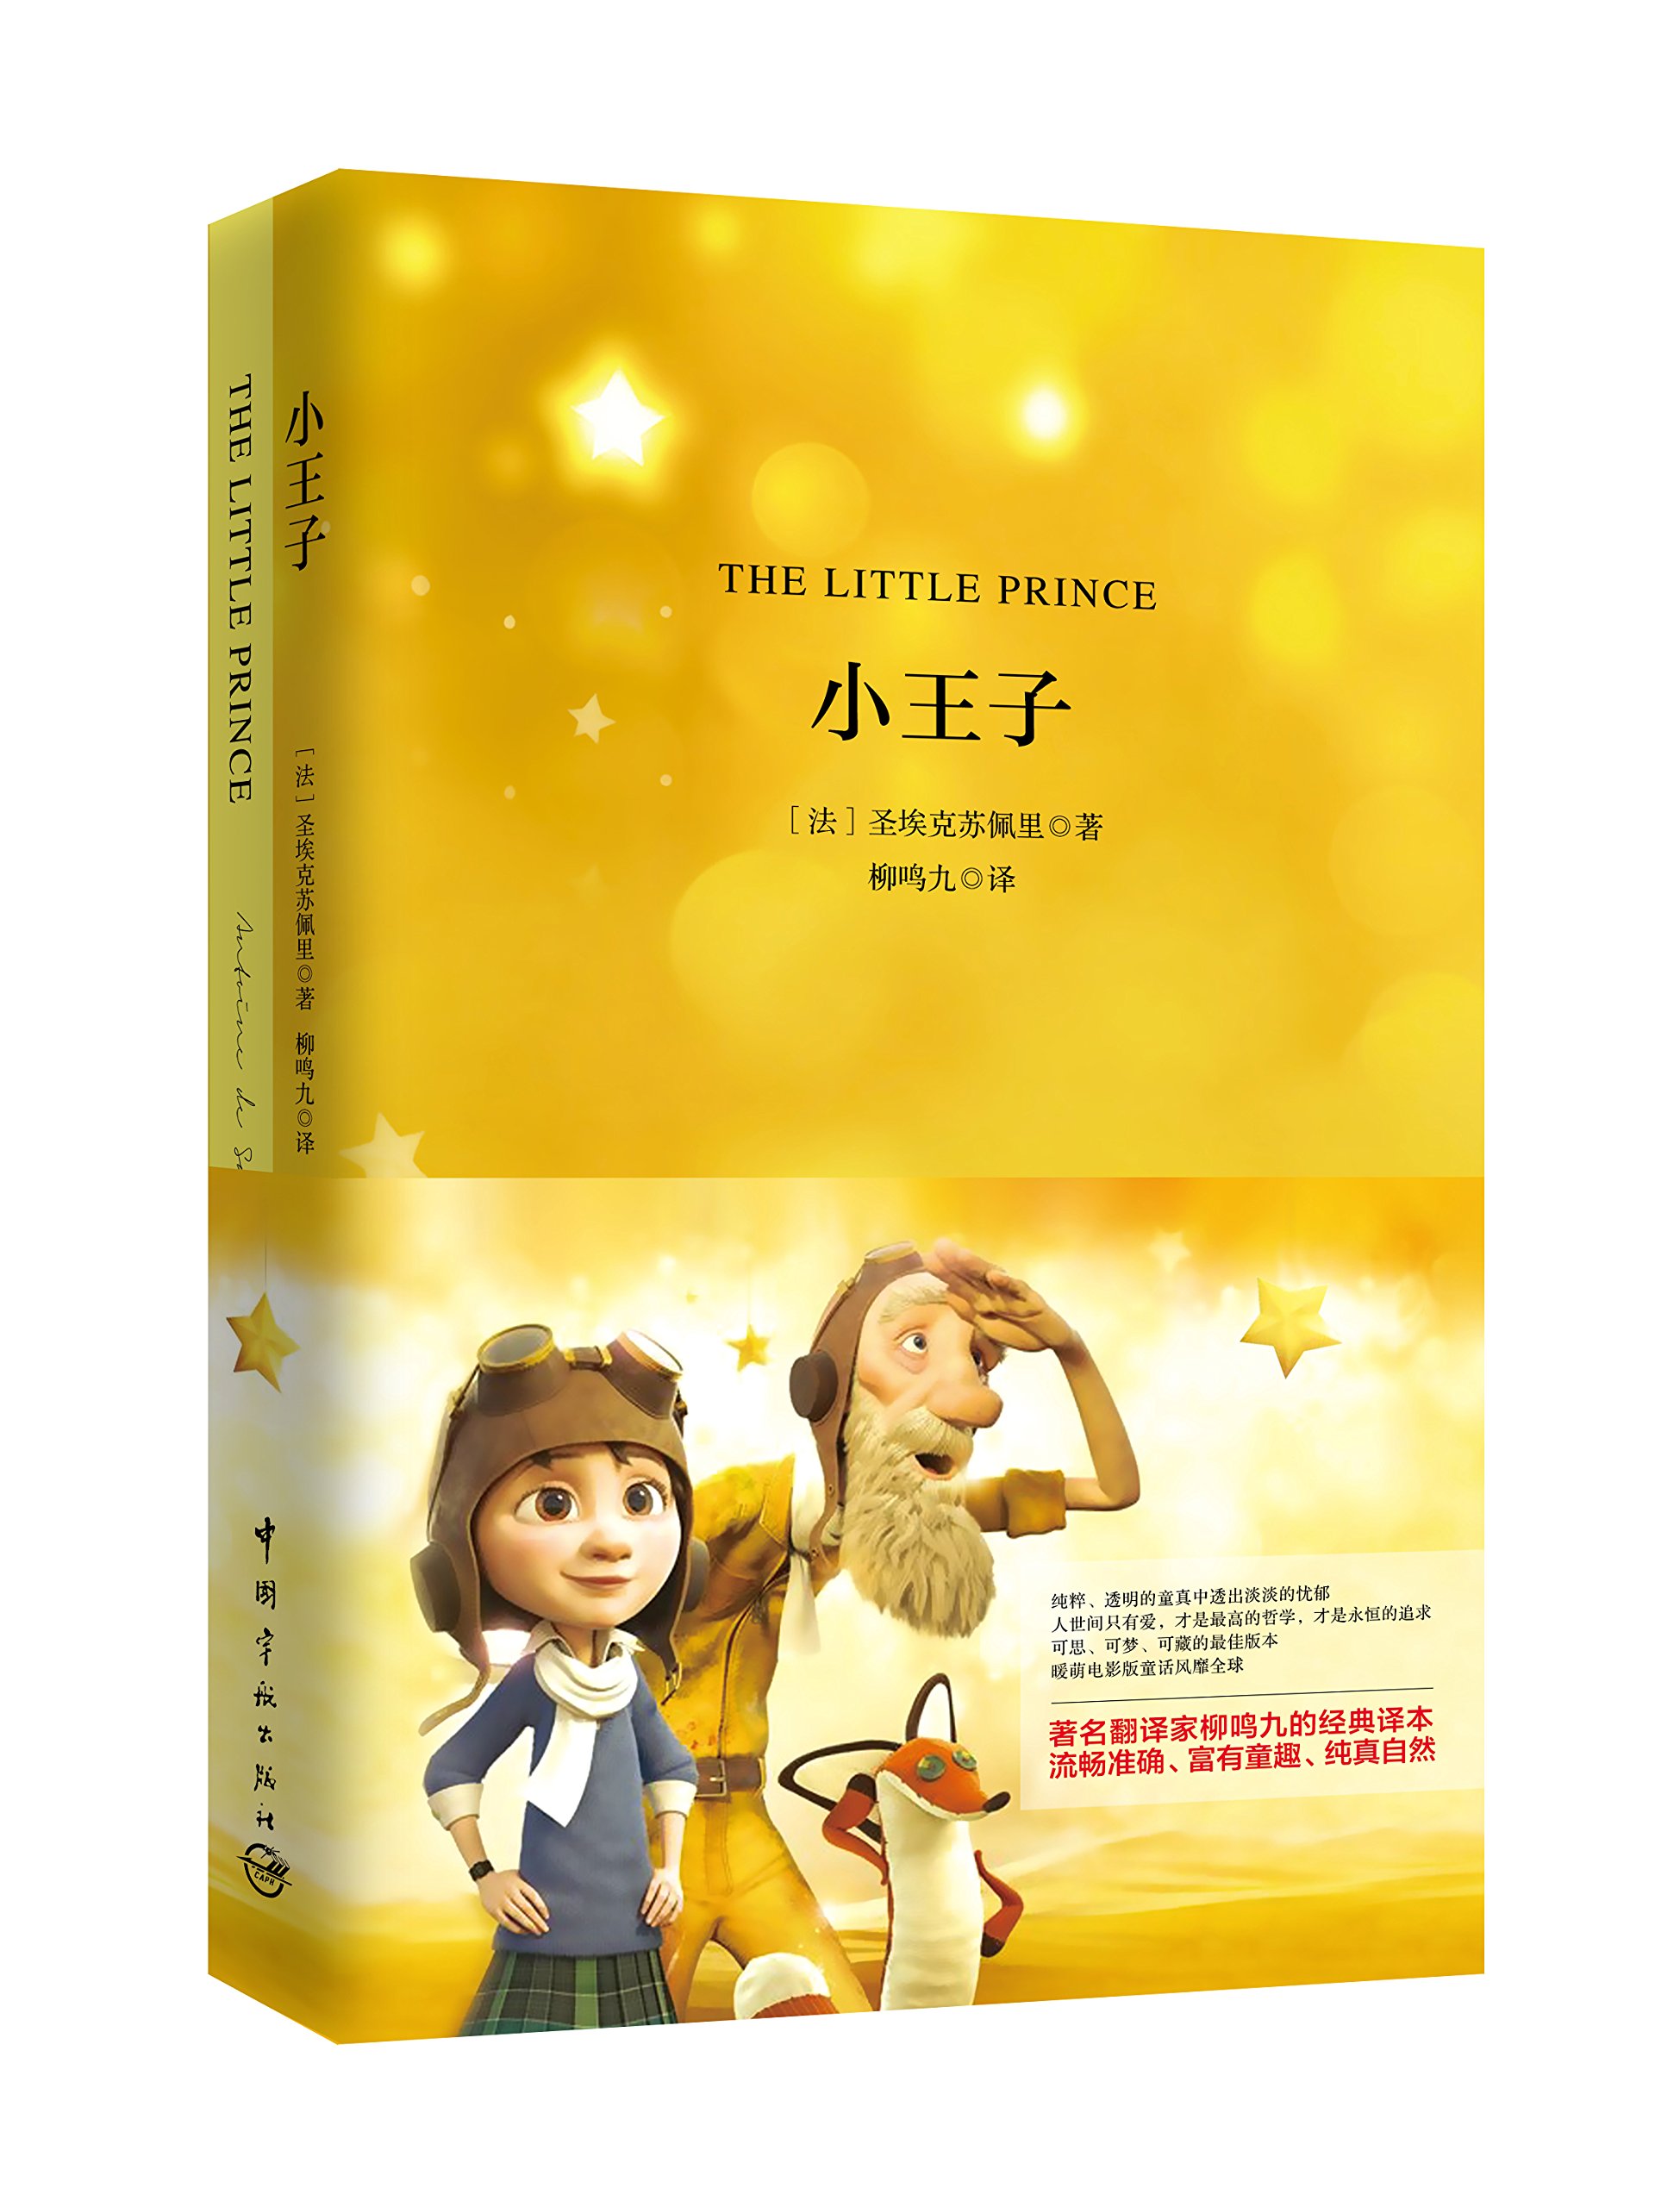 THE LITTLE PRINCE
小王子
［法］圣埃克苏佩里◎著
柳鸣九◎译
纯粹、透明的童真中透出淡淡的忧郁
人世间只有爱，才是最高的哲学，才是永恒的追求
可思、可梦、可藏的最佳版本
暖萌电影版童话风靡全球
著名翻译家柳鸣九的经典译本
流畅准确、富有童趣、纯真自然
小王子
［法］圣埃克苏佩里◎著 柳鸣九◎译
THE LITTLE PRINCE
Antoine de
中国宇航出版社
CAPH